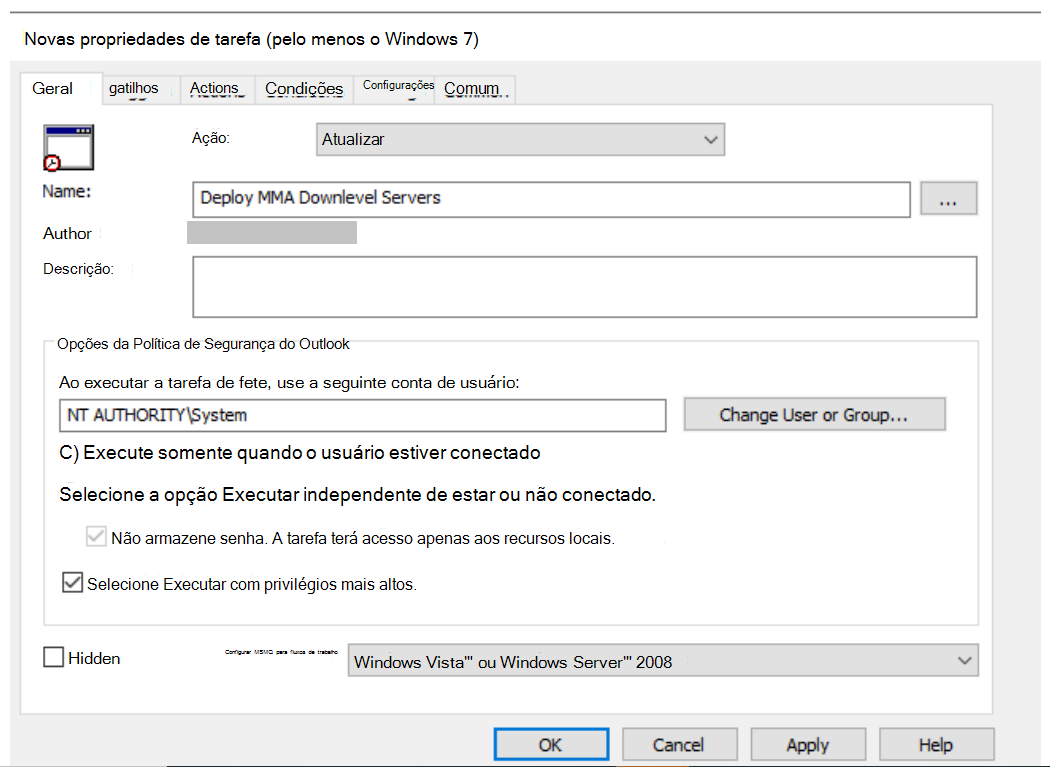 Novas propriedades de tarefa (pelo menos o Windows 7)
Geral gatilhos Actions Condições Configurações Comum
Ação: Atualizar
Name: Deploy MMA Downlevel Servers ...
Author :
Descrição:
Opções da Política de Segurança do Outlook
Ao executar a tarefa de fete, use a seguinte conta de usuário:
NT AUTHORITY\System Change User or Group...
C) Execute somente quando o usuário estiver conectado
Selecione a opção Executar independente de estar ou não conectado.
Não armazene senha. A tarefa terá acesso apenas aos recursos locais.
Selecione Executar com privilégios mais altos.
Hidden Configurar MSMQ para fluxos de trabalho Windows Vista'" ou Windows Server'" 2008
OK Cancel Apply Help